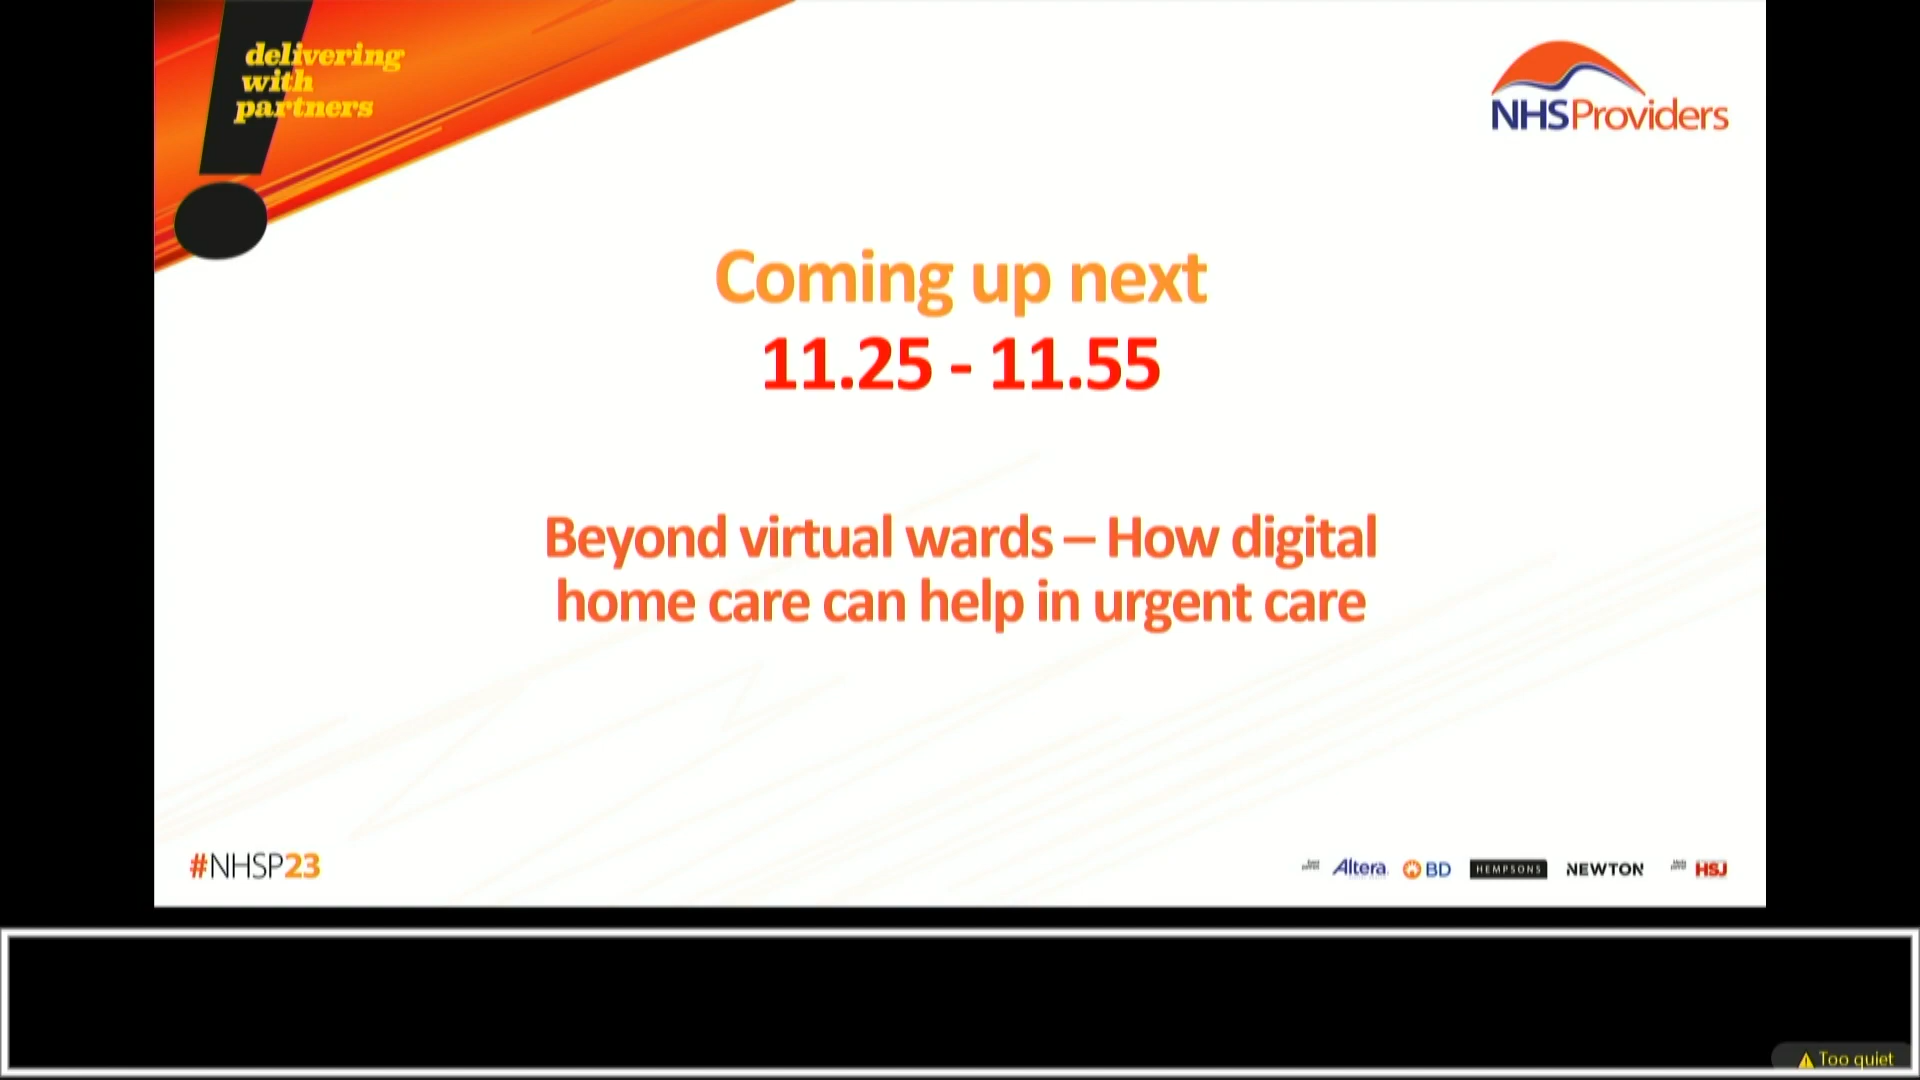 delivering
with
partners
NHSProviders
Coming up next
11.25 - 11.55
Beyond virtual wards – How digital
home care can help in urgent care
#NHSP23
Altera
BD
HEMPSONS
NEWTON
HSJ
Too quiet